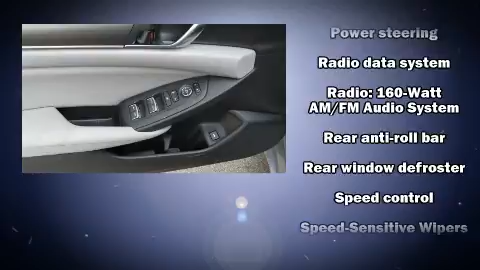 Power steering
Radio data system
Radio: 160-Watt
AM/FM Audio System
Rear anti-roll bar
Rear window defroster
Speed control
Speed-Sensitive Wipers